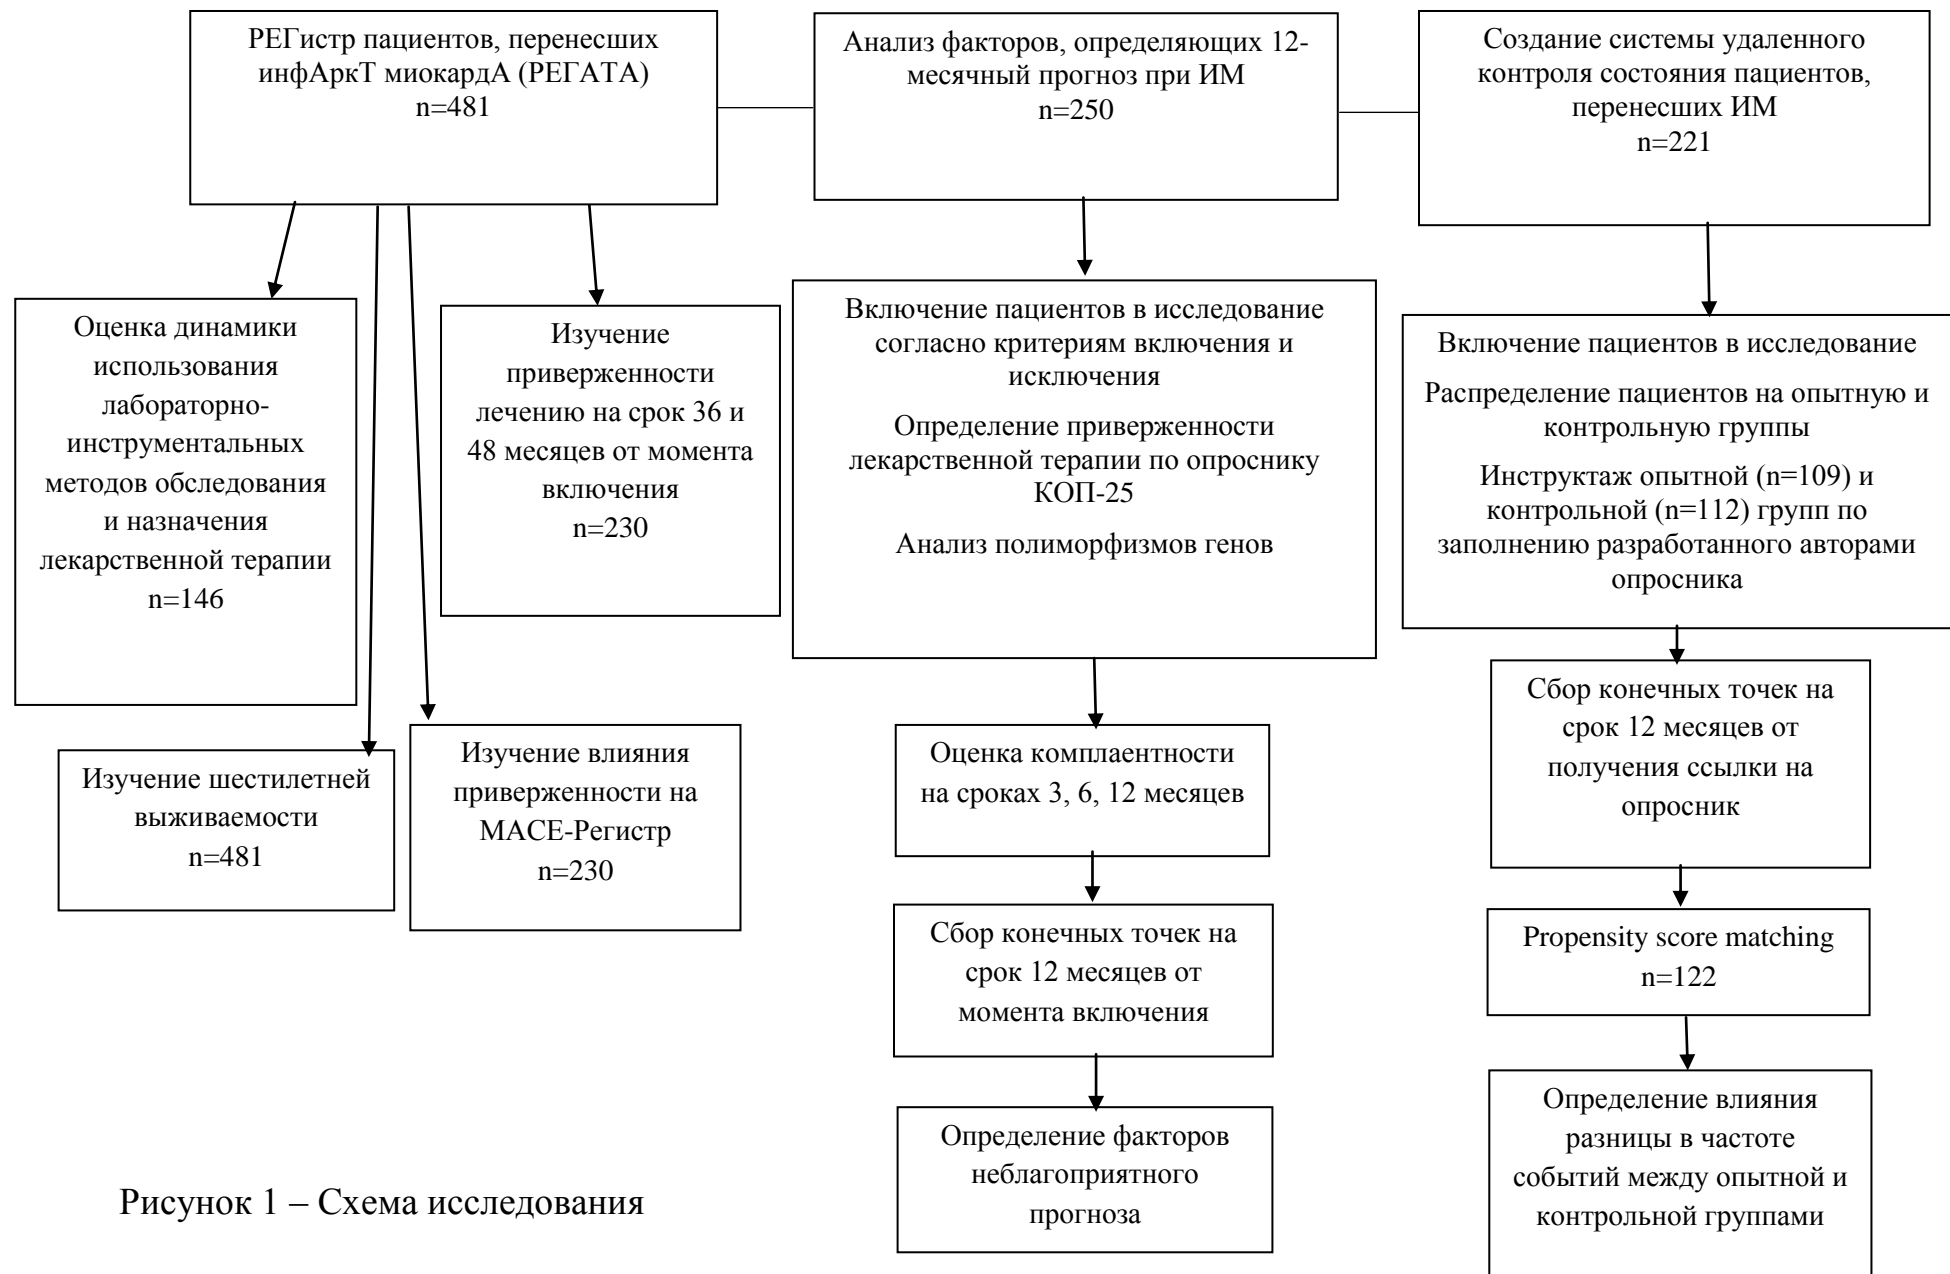 РЕГистр пациентов, перенесших
инфАркТ миокардА (РЕГАТА)
n=481
Анализ факторов, определяющих 12-
месячный прогноз при ИМ
n=250
Создание системы удаленного
контроля состояния пациентов,
перенесших ИМ
n=221
Оценка динамики
использования
лабораторно-
инструментальных
методов обследования
и назначения
лекарственной терапии
n=146
Изучение
приверженности
лечению на срок 36 и
48 месяцев от момента
включения
n=230
Включение пациентов в исследование
согласно критериям включения и
исключения
Определение приверженности
лекарственной терапии по опроснику
КОП-25
Анализ полиморфизмов генов
Включение пациентов в исследование
Распределение пациентов на опытную и
контрольную группы
Инструктаж опытной (n=109) и
контрольной (n=112) групп по
заполнению разработанного авторами
опросника
Изучение шестилетней
выживаемости
n=481
Изучение влияния
приверженности на
МАСЕ-Регистр
n=230
Оценка комплаентности
на сроках 3, 6, 12 месяцев
Сбор конечных точек на
срок 12 месяцев от
получения ссылки на
опросник
Сбор конечных точек на
срок 12 месяцев от
момента включения
Propensity score matching
n=122
Определение факторов
неблагоприятного
прогноза
Определение влияния
разницы в частоте
событий между опытной и
контрольной группами
Рисунок 1 – Схема исследования